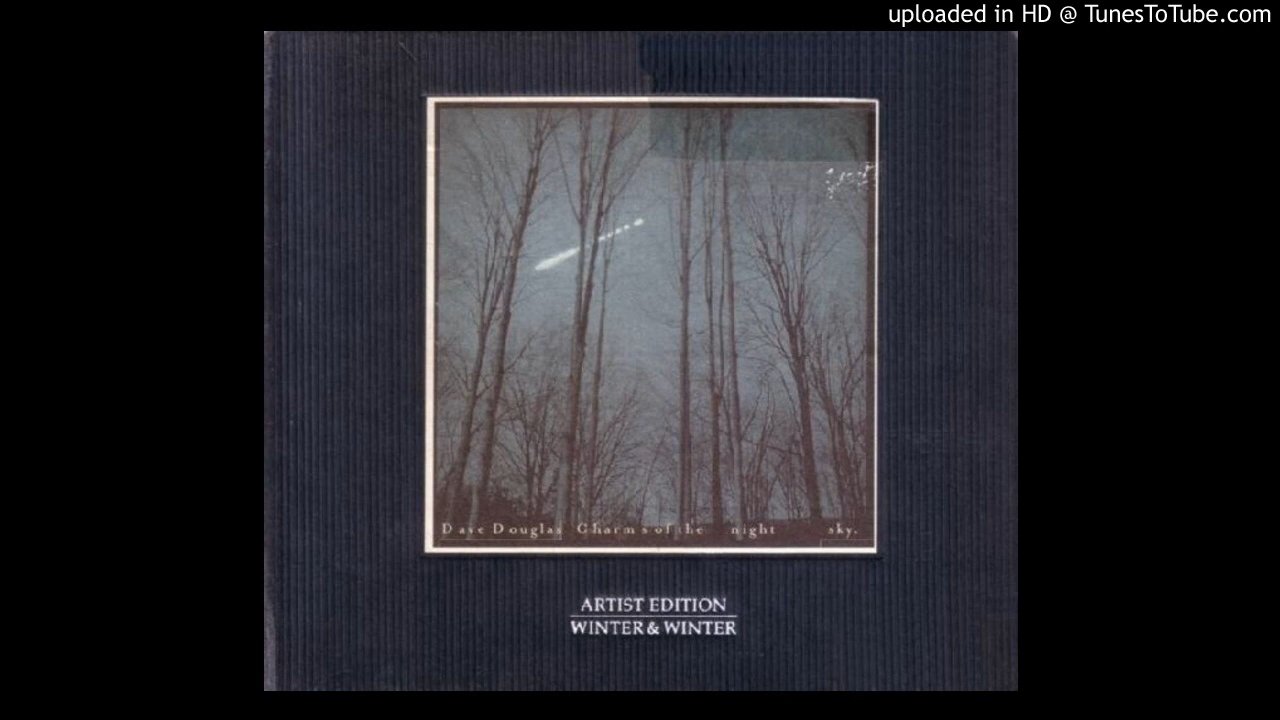 uploaded in HD @ TunesToTube.com
Dave Douglas Charms of the night sky.
ARTIST EDITION
WINTER & WINTER